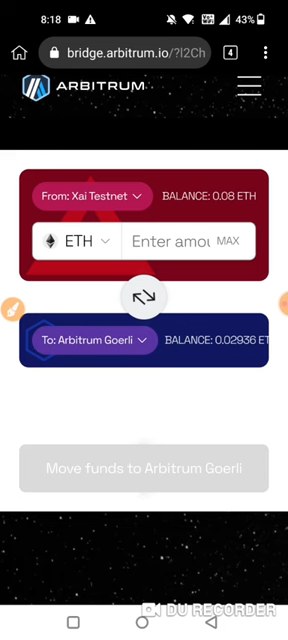 8:18
43%
bridge.arbitrum.io/?l2Ch
4
ARBITRUM
From: Xai Testnet
BALANCE: 0.08 ETH
ETH
Enter amou
MAX
To: Arbitrum Goerli
BALANCE: 0.02936 ET
Move funds to Arbitrum Goerli
DU RECORDER